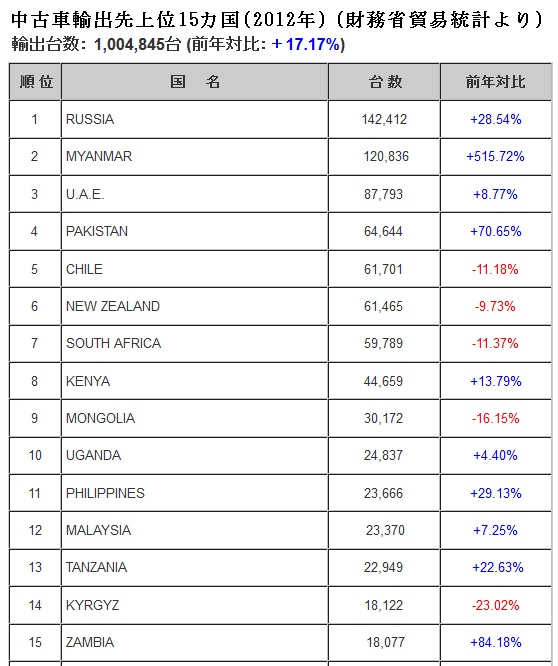 中古車輸出先上位15カ国(2012年) (財務省貿易統計より)
輸出台数: 1,004,845台 (前年対比: ＋17.17%)
順 位 国 名 台 数 前年対比
1 RUSSIA 142,412 +28.54%
2 MYANMAR 120,836 +515.72%
3 U.A.E. 87,793 +8.77%
4 PAKISTAN 64,644 +70.65%
5 CHILE 61,701 -11.18%
6 NEW ZEALAND 61,465 -9.73%
7 SOUTH AFRICA 59,789 -11.37%
8 KENYA 44,659 +13.79%
9 MONGOLIA 30,172 -16.15%
10 UGANDA 24,837 +4.40%
11 PHILIPPINES 23,666 +29.13%
12 MALAYSIA 23,370 +7.25%
13 TANZANIA 22,949 +22.63%
14 KYRGYZ 18,122 -23.02%
15 ZAMBIA 18,077 +84.18%